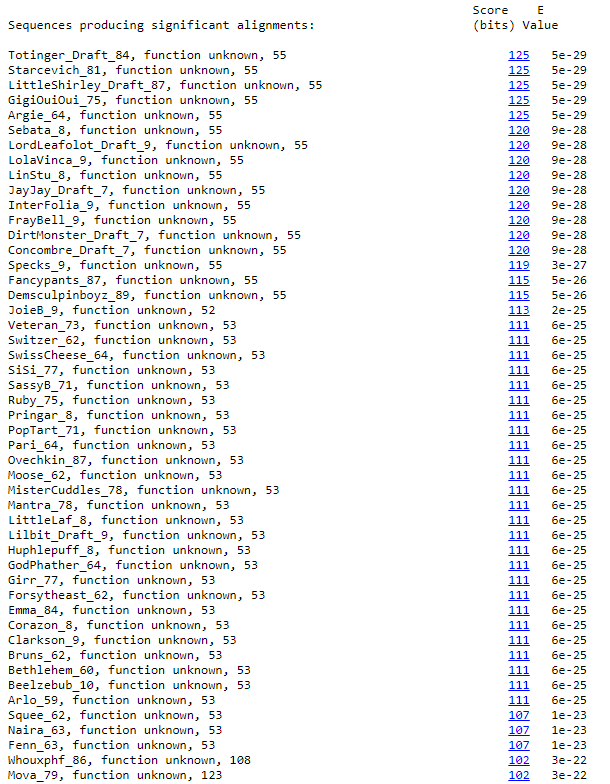 Score E
Sequences producing significant alignments: (bits) Value
Totinger_Draft_84, function unknown, 55 125 5e-29
Starcevich_81, function unknown, 55 125 5e-29
LittleShirley_Draft_87, function unknown, 55 125 5e-29
GigiOuiOui_75, function unknown, 55 125 5e-29
Argie_64, function unknown, 55 125 5e-29
Sebata_8, function unknown, 55 120 9e-28
LordLeafolot_Draft_9, function unknown, 55 120 9e-28
LolaVinca_9, function unknown, 55 120 9e-28
LinStu_8, function unknown, 55 120 9e-28
JayJay_Draft_7, function unknown, 55 120 9e-28
InterFolia_9, function unknown, 55 120 9e-28
FrayBell_9, function unknown, 55 120 9e-28
DirtMonster_Draft_7, function unknown, 55 120 9e-28
Concombre_Draft_7, function unknown, 55 120 9e-28
Specks_9, function unknown, 55 119 3e-27
Fancypants_87, function unknown, 55 115 5e-26
Demsculpinboyz_89, function unknown, 55 115 5e-26
JoieB_9, function unknown, 52 113 2e-25
Veteran_73, function unknown, 53 111 6e-25
Switzer_62, function unknown, 53 111 6e-25
SwissCheese_64, function unknown, 53 111 6e-25
SiSi_77, function unknown, 53 111 6e-25
SassyB_71, function unknown, 53 111 6e-25
Ruby_75, function unknown, 53 111 6e-25
Pringar_8, function unknown, 53 111 6e-25
PopTart_71, function unknown, 53 111 6e-25
Pari_64, function unknown, 53 111 6e-25
Ovechkin_87, function unknown, 53 111 6e-25
Moose_62, function unknown, 53 111 6e-25
MisterCuddles_78, function unknown, 53 111 6e-25
Mantra_78, function unknown, 53 111 6e-25
LittleLaf_8, function unknown, 53 111 6e-25
Lilbit_Draft_9, function unknown, 53 111 6e-25
Huphlepuff_8, function unknown, 53 111 6e-25
GodPhather_64, function unknown, 53 111 6e-25
Girr_77, function unknown, 53 111 6e-25
Forsytheast_62, function unknown, 53 111 6e-25
Emma_84, function unknown, 53 111 6e-25
Corazon_8, function unknown, 53 111 6e-25
Clarkson_9, function unknown, 53 111 6e-25
Bruns_62, function unknown, 53 111 6e-25
Bethlehem_60, function unknown, 53 111 6e-25
Beelzebub_10, function unknown, 53 111 6e-25
Arlo_59, function unknown, 53 111 6e-25
Squee_62, function unknown, 53 107 1e-23
Naira_63, function unknown, 53 107 1e-23
Fenn_63, function unknown, 53 107 1e-23
Whouxphf_86, function unknown, 108 102 3e-22
Mova_79, function unknown, 123 102 3e-22